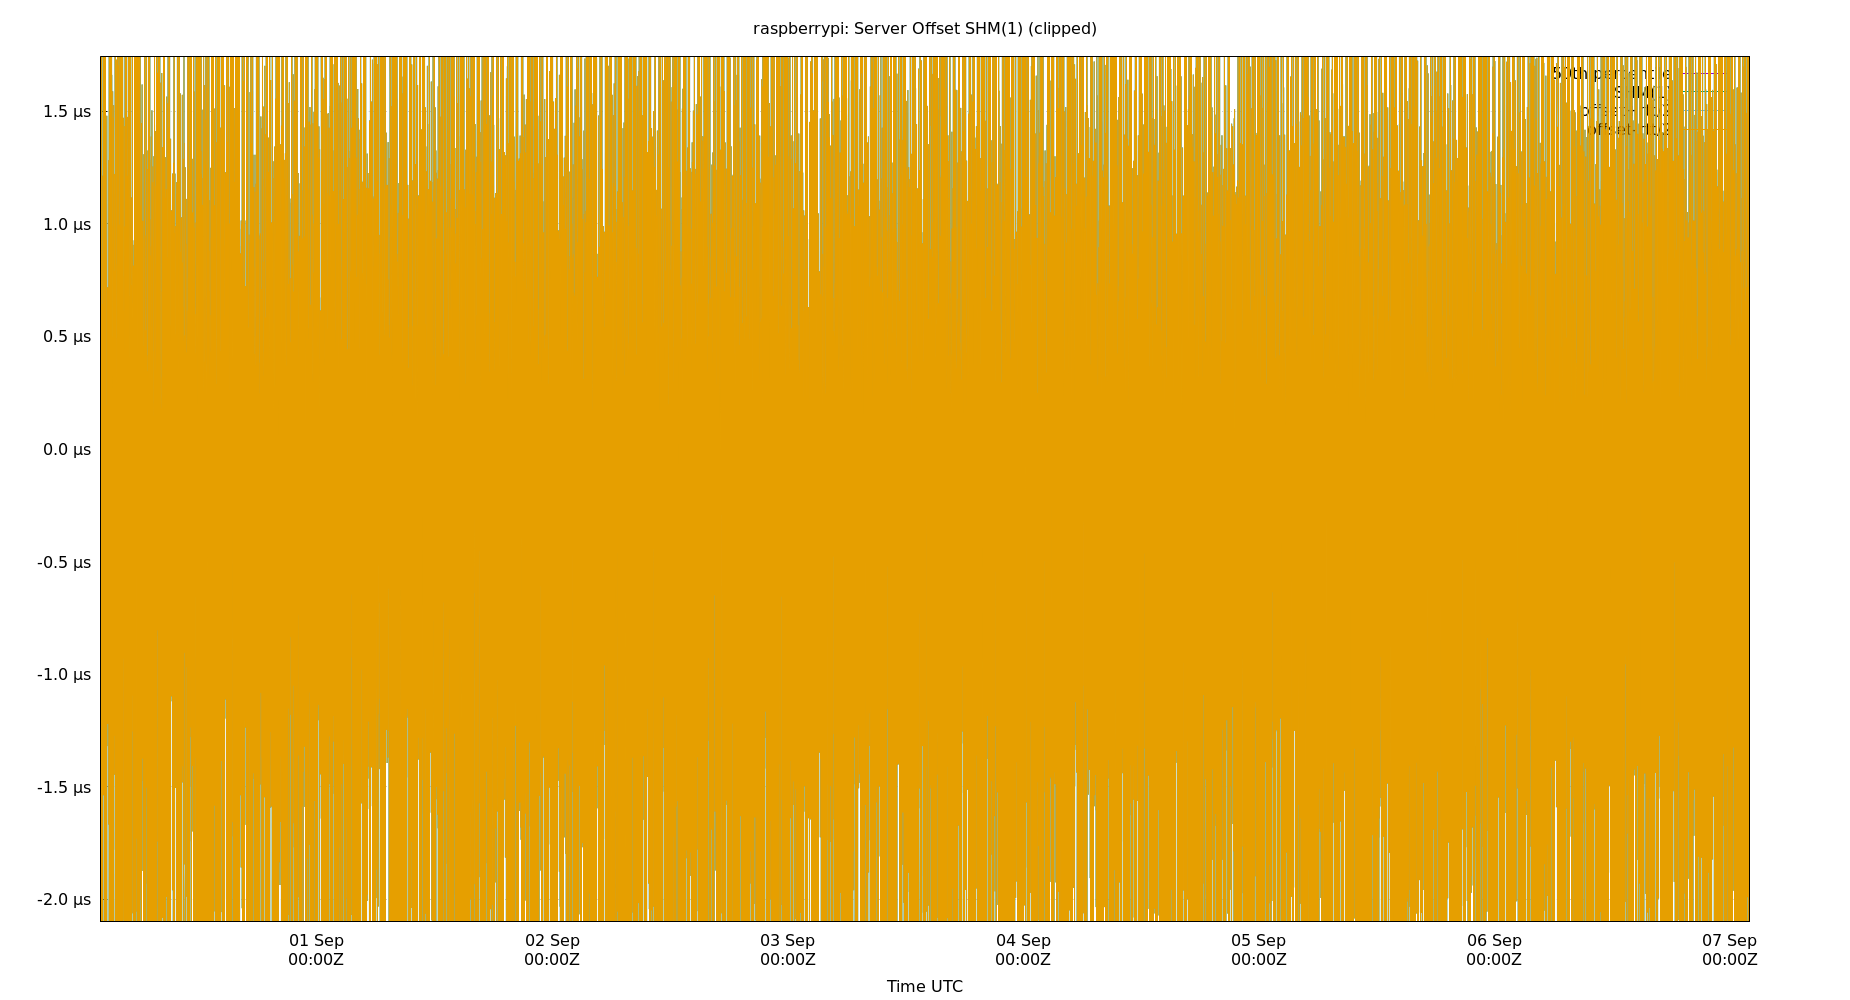 raspberrypi: Server Offset SHM(1) (clipped)
SHM(1)
1.5 µs
1.0 µs
0.5 µs
0.0 µs
-0.5 µs
-1.0 µs
-1.5 µs
-2.0 µs
01 Sep 02 Sep 03 Sep 04 Sep 05 Sep 06 Sep 07 Sep
00:00Z 00:00Z 00:00Z 00:00Z 00:00Z 00:00Z 00:00Z
Time UTC